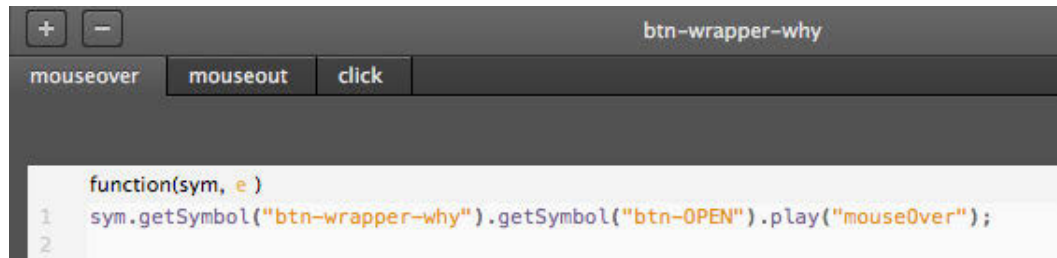 + − btn-wrapper-why
mouseover mouseout click
function(sym, e )
1 sym.getSymbol("btn-wrapper-why").getSymbol("btn-OPEN").play("mouseOver");
2